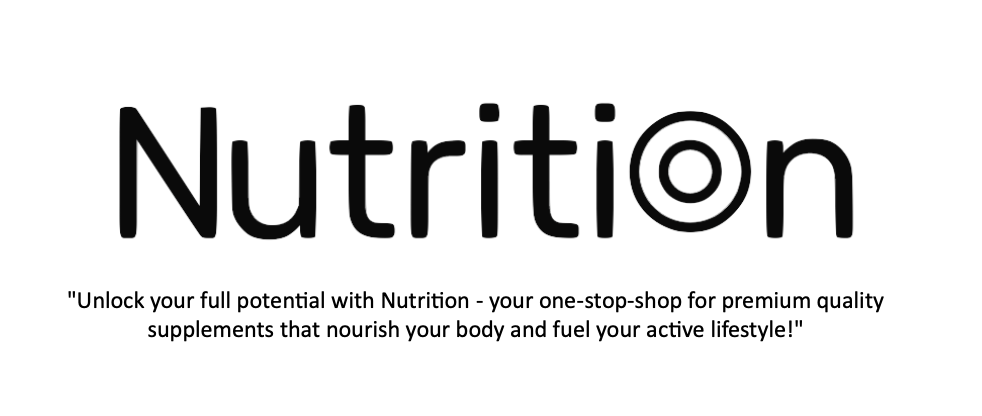 Nutrition
"Unlock your full potential with Nutrition - your one-stop-shop for premium quality
supplements that nourish your body and fuel your active lifestyle!"